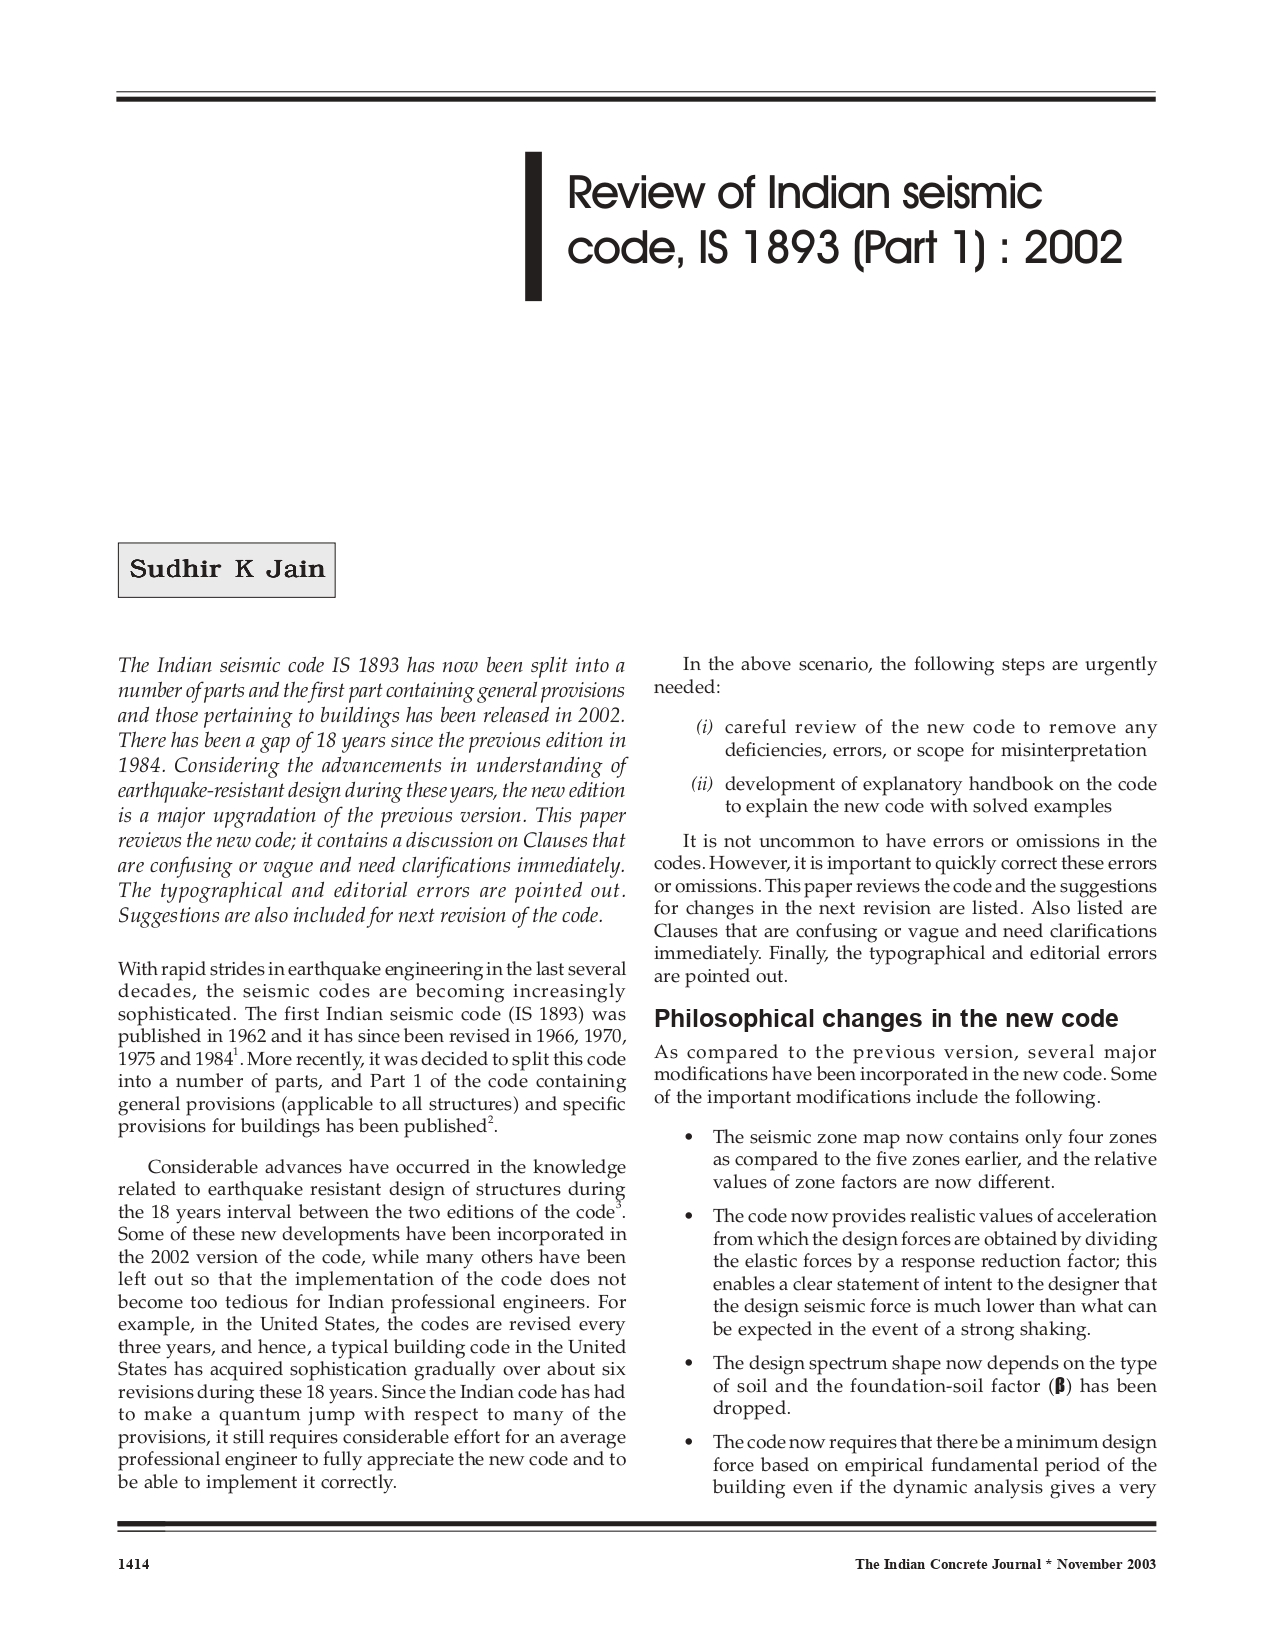 Review of Indian seismic
code, IS 1893 (Part 1) : 2002
Sudhir K Jain
The Indian seismic code IS 1893 has now been split into a
number of parts and the first part containing general provisions
and those pertaining to buildings has been released in 2002.
There has been a gap of 18 years since the previous edition in
1984. Considering the advancements in understanding of
earthquake-resistant design during these years, the new edition
is a major upgradation of the previous version. This paper
reviews the new code; it contains a discussion on Clauses that
are confusing or vague and need clarifications immediately.
The typographical and editorial errors are pointed out.
Suggestions are also included for next revision of the code.
With rapid strides in earthquake engineering in the last several
decades, the seismic codes are becoming increasingly
sophisticated. The first Indian seismic code (IS 1893) was
published in 1962 and it has since been revised in 1966, 1970,
1975 and 1984¹. More recently, it was decided to split this code
into a number of parts, and Part 1 of the code containing
general provisions (applicable to all structures) and specific
provisions for buildings has been published².
Considerable advances have occurred in the knowledge
related to earthquake resistant design of structures during
the 18 years interval between the two editions of the code³.
Some of these new developments have been incorporated in
the 2002 version of the code, while many others have been
left out so that the implementation of the code does not
become too tedious for Indian professional engineers. For
example, in the United States, the codes are revised every
three years, and hence, a typical building code in the United
States has acquired sophistication gradually over about six
revisions during these 18 years. Since the Indian code has had
to make a quantum jump with respect to many of the
provisions, it still requires considerable effort for an average
professional engineer to fully appreciate the new code and to
be able to implement it correctly.
In the above scenario, the following steps are urgently
needed:
(i) careful review of the new code to remove any
deficiencies, errors, or scope for misinterpretation
(ii) development of explanatory handbook on the code
to explain the new code with solved examples
It is not uncommon to have errors or omissions in the
codes. However, it is important to quickly correct these errors
or omissions. This paper reviews the code and the suggestions
for changes in the next revision are listed. Also listed are
Clauses that are confusing or vague and need clarifications
immediately. Finally, the typographical and editorial errors
are pointed out.
Philosophical changes in the new code
As compared to the previous version, several major
modifications have been incorporated in the new code. Some
of the important modifications include the following.
• The seismic zone map now contains only four zones
as compared to the five zones earlier, and the relative
values of zone factors are now different.
• The code now provides realistic values of acceleration
from which the design forces are obtained by dividing
the elastic forces by a response reduction factor; this
enables a clear statement of intent to the designer that
the design seismic force is much lower than what can
be expected in the event of a strong shaking.
• The design spectrum shape now depends on the type
of soil and the foundation-soil factor (β) has been
dropped.
• The code now requires that there be a minimum design
force based on empirical fundamental period of the
building even if the dynamic analysis gives a very
1414
The Indian Concrete Journal * November 2003